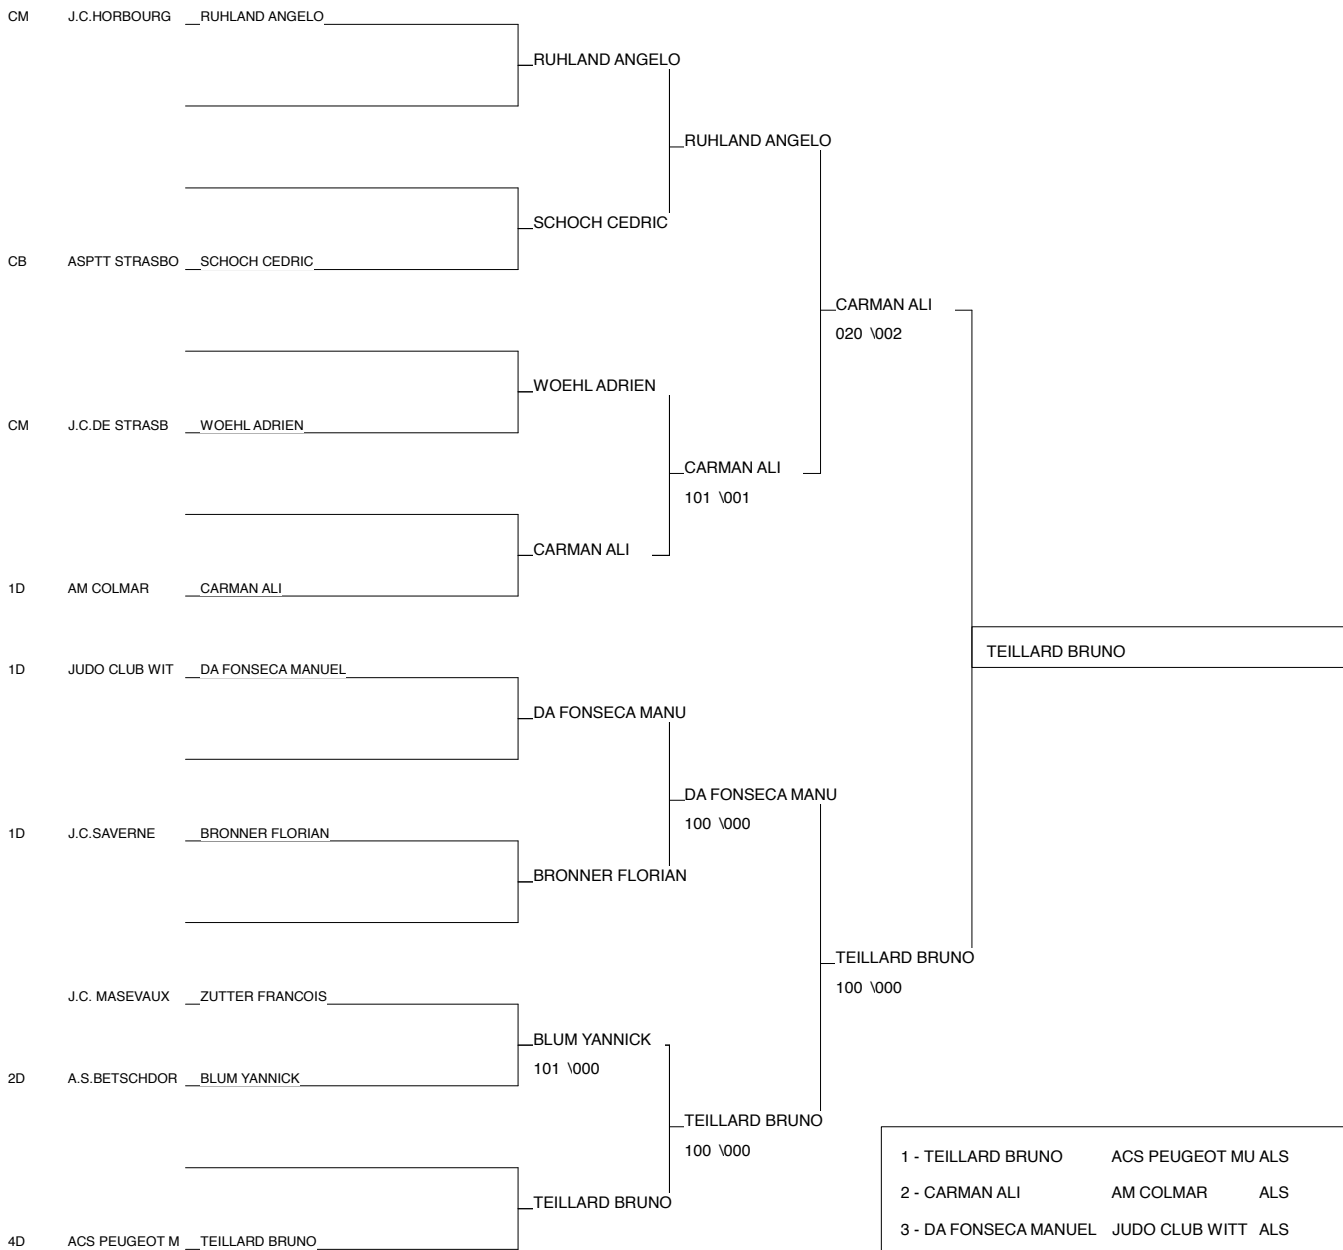 CM J.C.HORBOURG RUHLAND ANGELO
RUHLAND ANGELO
RUHLAND ANGELO
SCHOCH CEDRIC
CB ASPTT STRASBO SCHOCH CEDRIC
CARMAN ALI
020 \002
WOEHL ADRIEN
CM J.C.DE STRASB WOEHL ADRIEN
CARMAN ALI
101 \001
CARMAN ALI
1D AM COLMAR CARMAN ALI
TEILLARD BRUNO
1D JUDO CLUB WIT DA FONSECA MANUEL
DA FONSECA MANU
DA FONSECA MANU
100 \000
1D J.C.SAVERNE BRONNER FLORIAN
BRONNER FLORIAN
TEILLARD BRUNO
100 \000
J.C. MASEVAUX ZUTTER FRANCOIS
BLUM YANNICK
101 \000
2D A.S.BETSCHDOR BLUM YANNICK
TEILLARD BRUNO
100 \000
1 - TEILLARD BRUNO ACS PEUGEOT MU ALS
2 - CARMAN ALI AM COLMAR ALS
TEILLARD BRUNO
3 - DA FONSECA MANUEL JUDO CLUB WITT ALS
4D ACS PEUGEOT M TEILLARD BRUNO